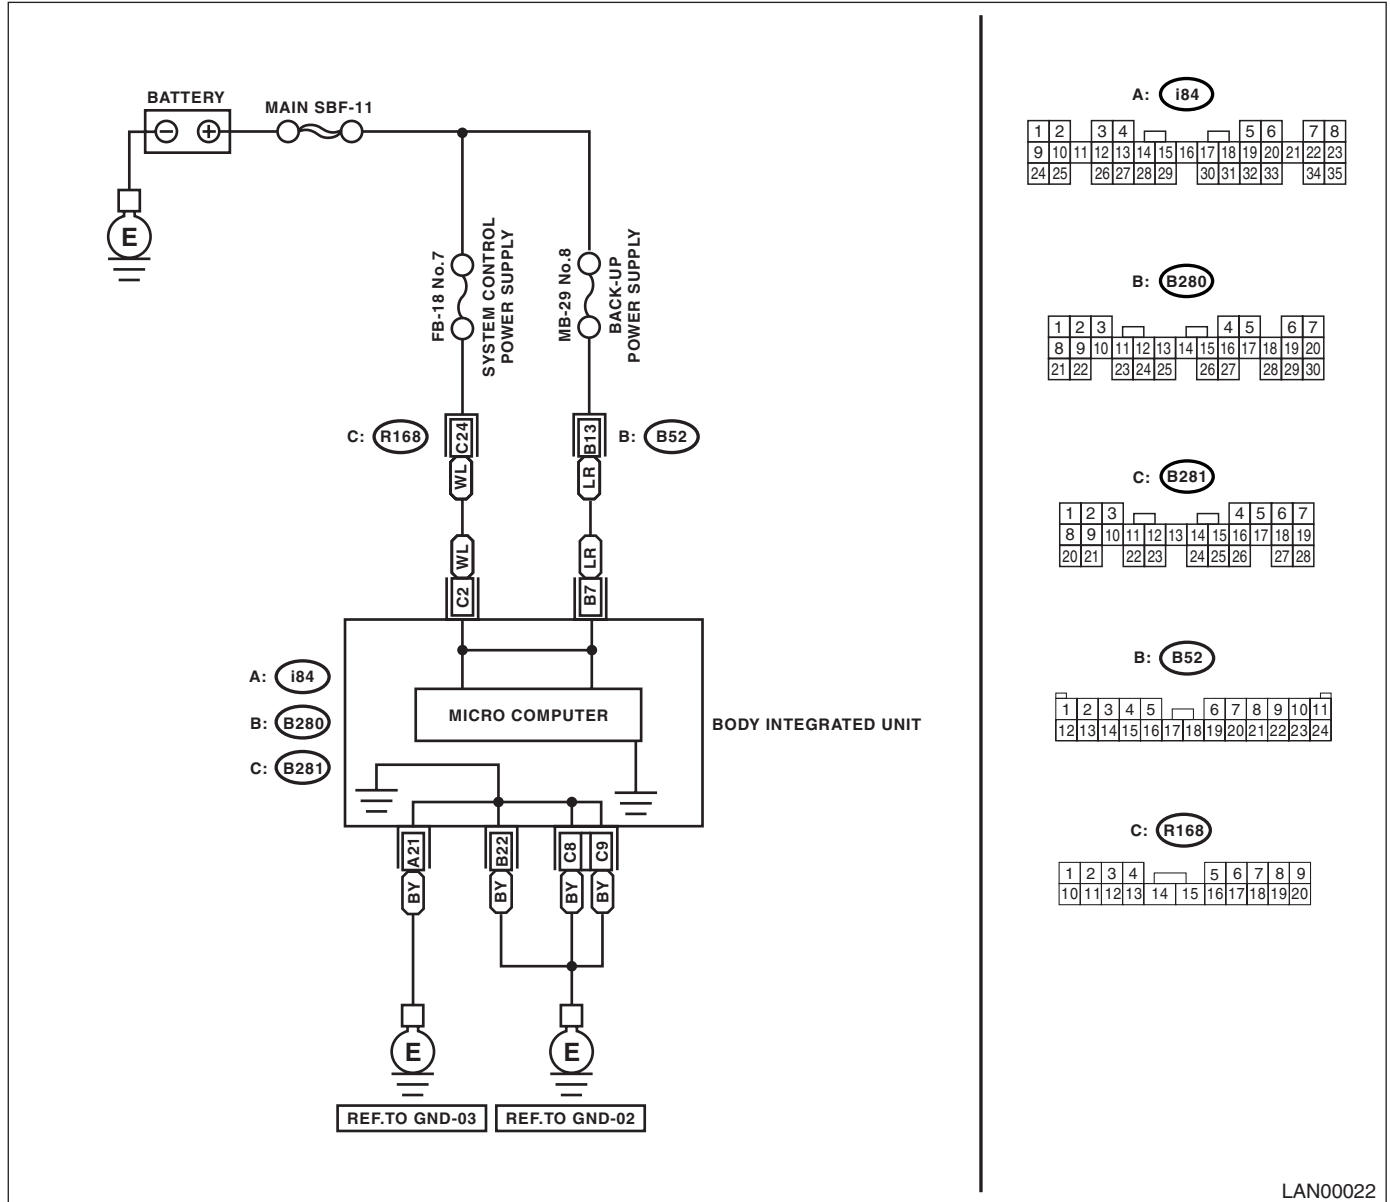 BATTERY
MAIN SBF-11
E
FB-18 No.7
SYSTEM CONTROL
POWER SUPPLY
MB-29 No.8
BACK-UP
POWER SUPPLY
C: R168
C24
B13
B: B52
WL
LR
WL
LR
C2
B7
A: i84
B: B280
C: B281
MICRO COMPUTER
BODY INTEGRATED UNIT
A21
B22
C8
C9
BY
BY
BY
BY
E
E
REF.TO GND-03
REF.TO GND-02
A: i84
1 2 3 4 5 6 7 8
9 10 11 12 13 14 15 16 17 18 19 20 21 22 23
24 25 26 27 28 29 30 31 32 33 34 35
B: B280
1 2 3 4 5 6 7
8 9 10 11 12 13 14 15 16 17 18 19 20
21 22 23 24 25 26 27 28 29 30
C: B281
1 2 3 4 5 6 7
8 9 10 11 12 13 14 15 16 17 18 19
20 21 22 23 24 25 26 27 28
B: B52
1 2 3 4 5 6 7 8 9 10 11
12 13 14 15 16 17 18 19 20 21 22 23 24
C: R168
1 2 3 4 5 6 7 8 9
10 11 12 13 14 15 16 17 18 19 20
LAN00022